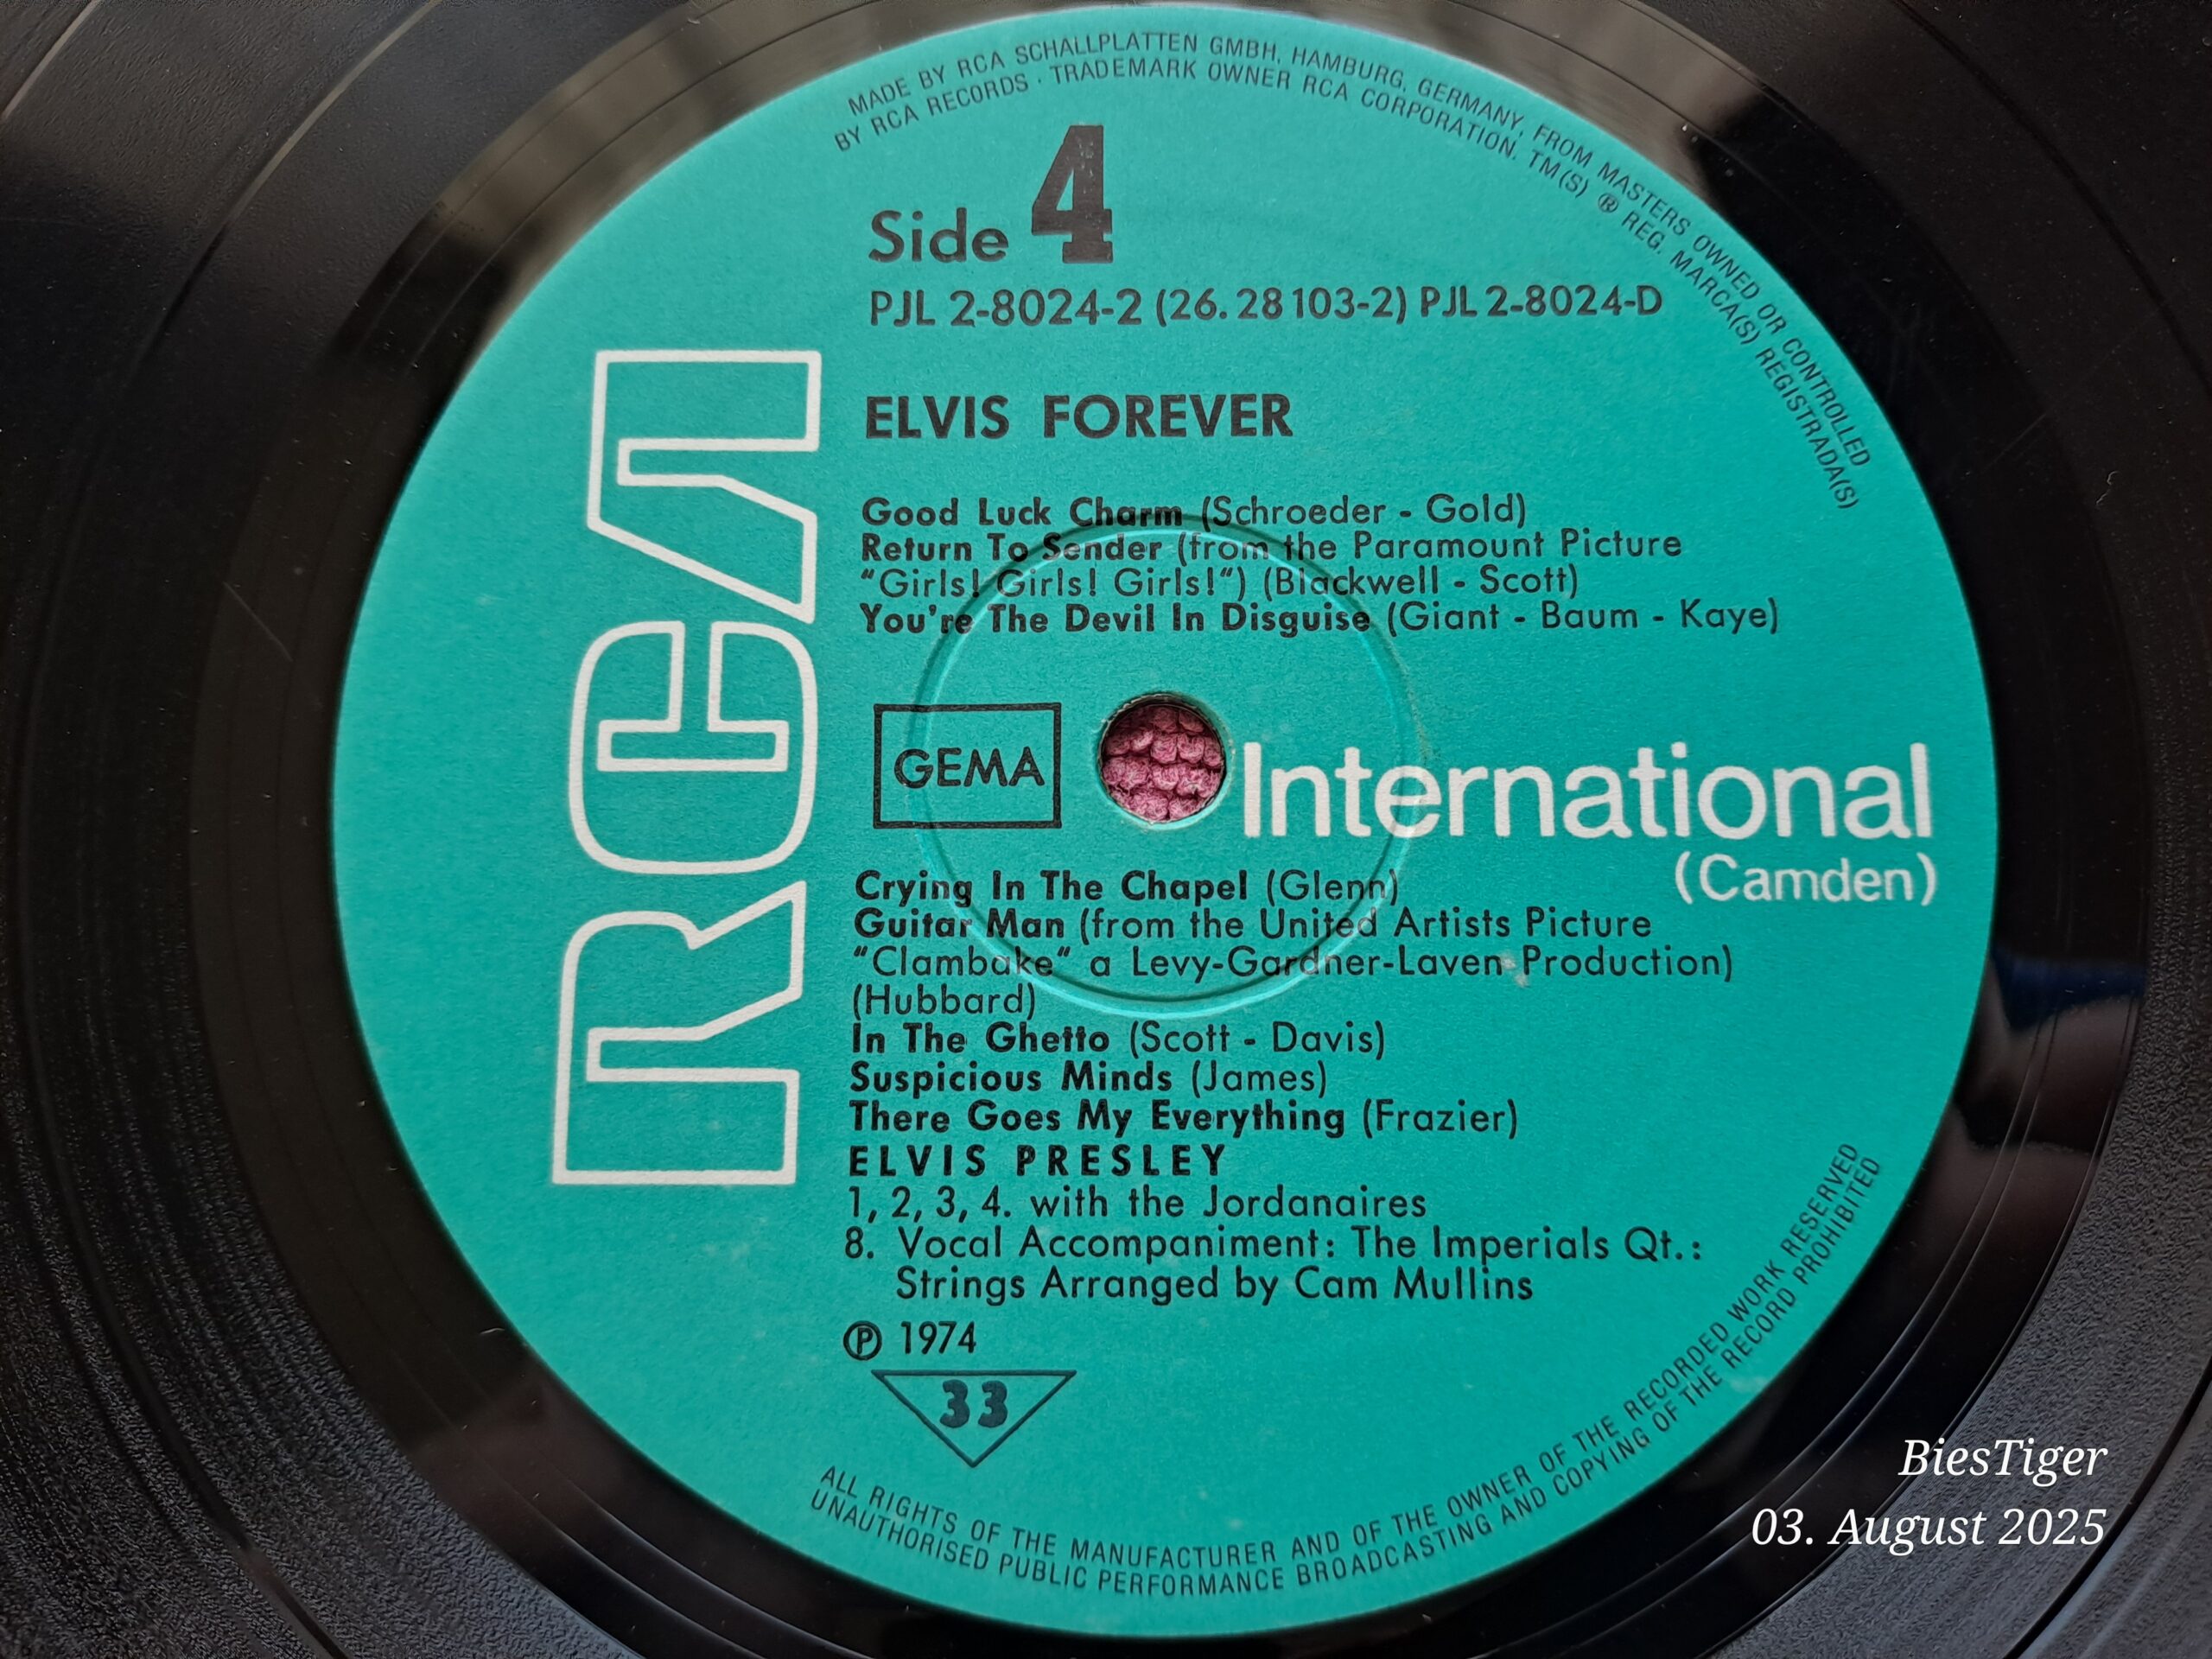 MADE BY RCA SCHALLPLATTEN GMBH, HAMBURG, GERMANY, FROM MASTERS OWNED OR CONTROLLED
BY RCA RECORDS · TRADEMARK OWNER RCA CORPORATION. TM(S) ® REG. MARCA(S) REGISTRADA(S)
Side 4
PJL 2-8024-2 (26.28103-2) PJL 2-8024-D
RCA
ELVIS FOREVER
Good Luck Charm (Schroeder - Gold)
Return To Sender (from the Paramount Picture
“Girls! Girls! Girls!“) (Blackwell - Scott)
You're The Devil In Disguise (Giant - Baum - Kaye)
GEMA
International
(Camden)
Crying In The Chapel (Glenn)
Guitar Man (from the United Artists Picture
“Clambake“ a Levy-Gardner-Laven-Production)
(Hubbard)
In The Ghetto (Scott - Davis)
Suspicious Minds (James)
There Goes My Everything (Frazier)
ELVIS PRESLEY
1, 2, 3, 4. with the Jordanaires
8. Vocal Accompaniment: The Imperials Qt.:
Strings Arranged by Cam Mullins
℗ 1974
33
ALL RIGHTS OF THE MANUFACTURER AND OF THE OWNER OF THE RECORDED WORK RESERVED
UNAUTHORISED PUBLIC PERFORMANCE BROADCASTING AND COPYING OF THE RECORD PROHIBITED
BiesTiger
03. August 2025